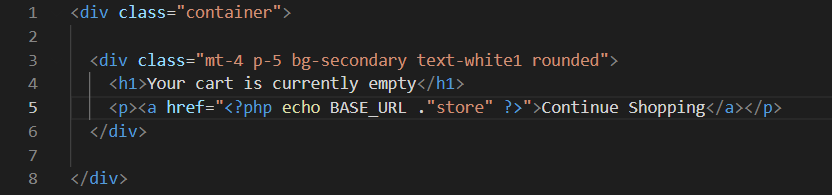 1 <div class="container">
2
3 <div class="mt-4 p-5 bg-secondary text-white1 rounded">
4 <h1>Your cart is currently empty</h1>
5 <p><a href="<?php echo BASE_URL ."store" ?>">Continue Shopping</a></p>
6 </div>
7
8 </div>